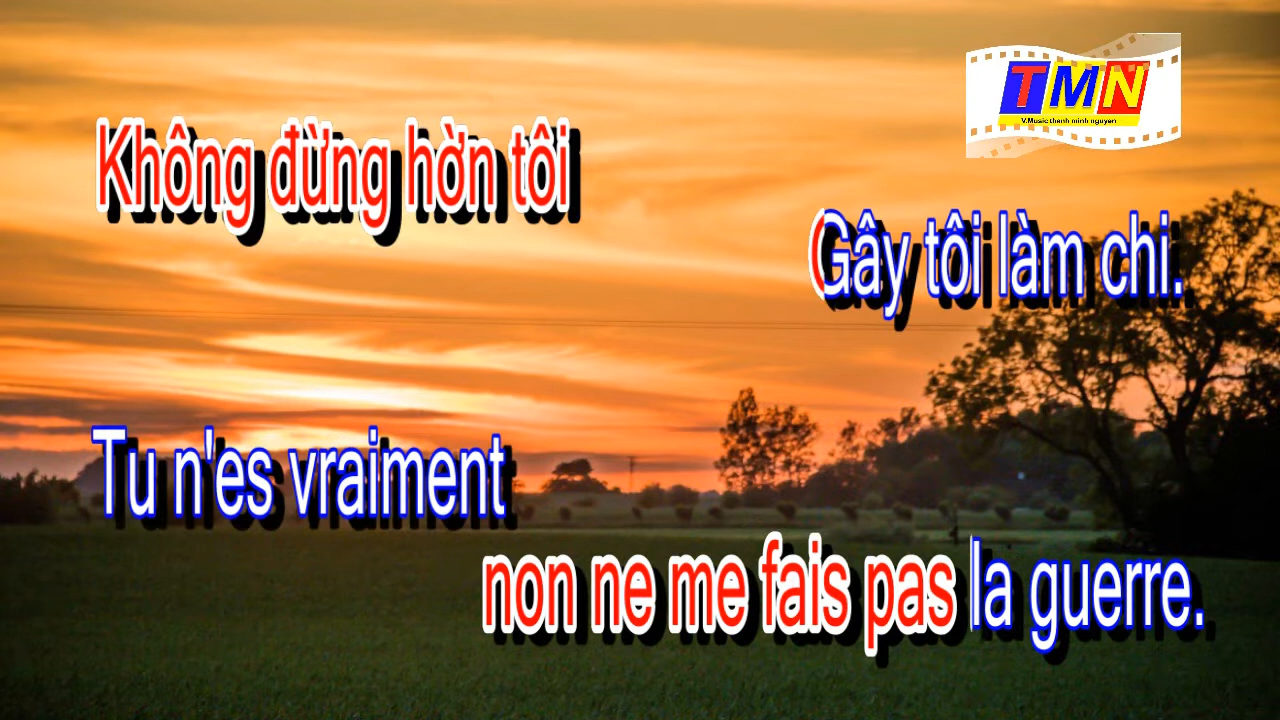 TMN
V.Music thanh minh nguyen
Không đừng hờn tôi
Gây tôi làm chi.
Tu n'es vraiment
non ne me fais pas la guerre.